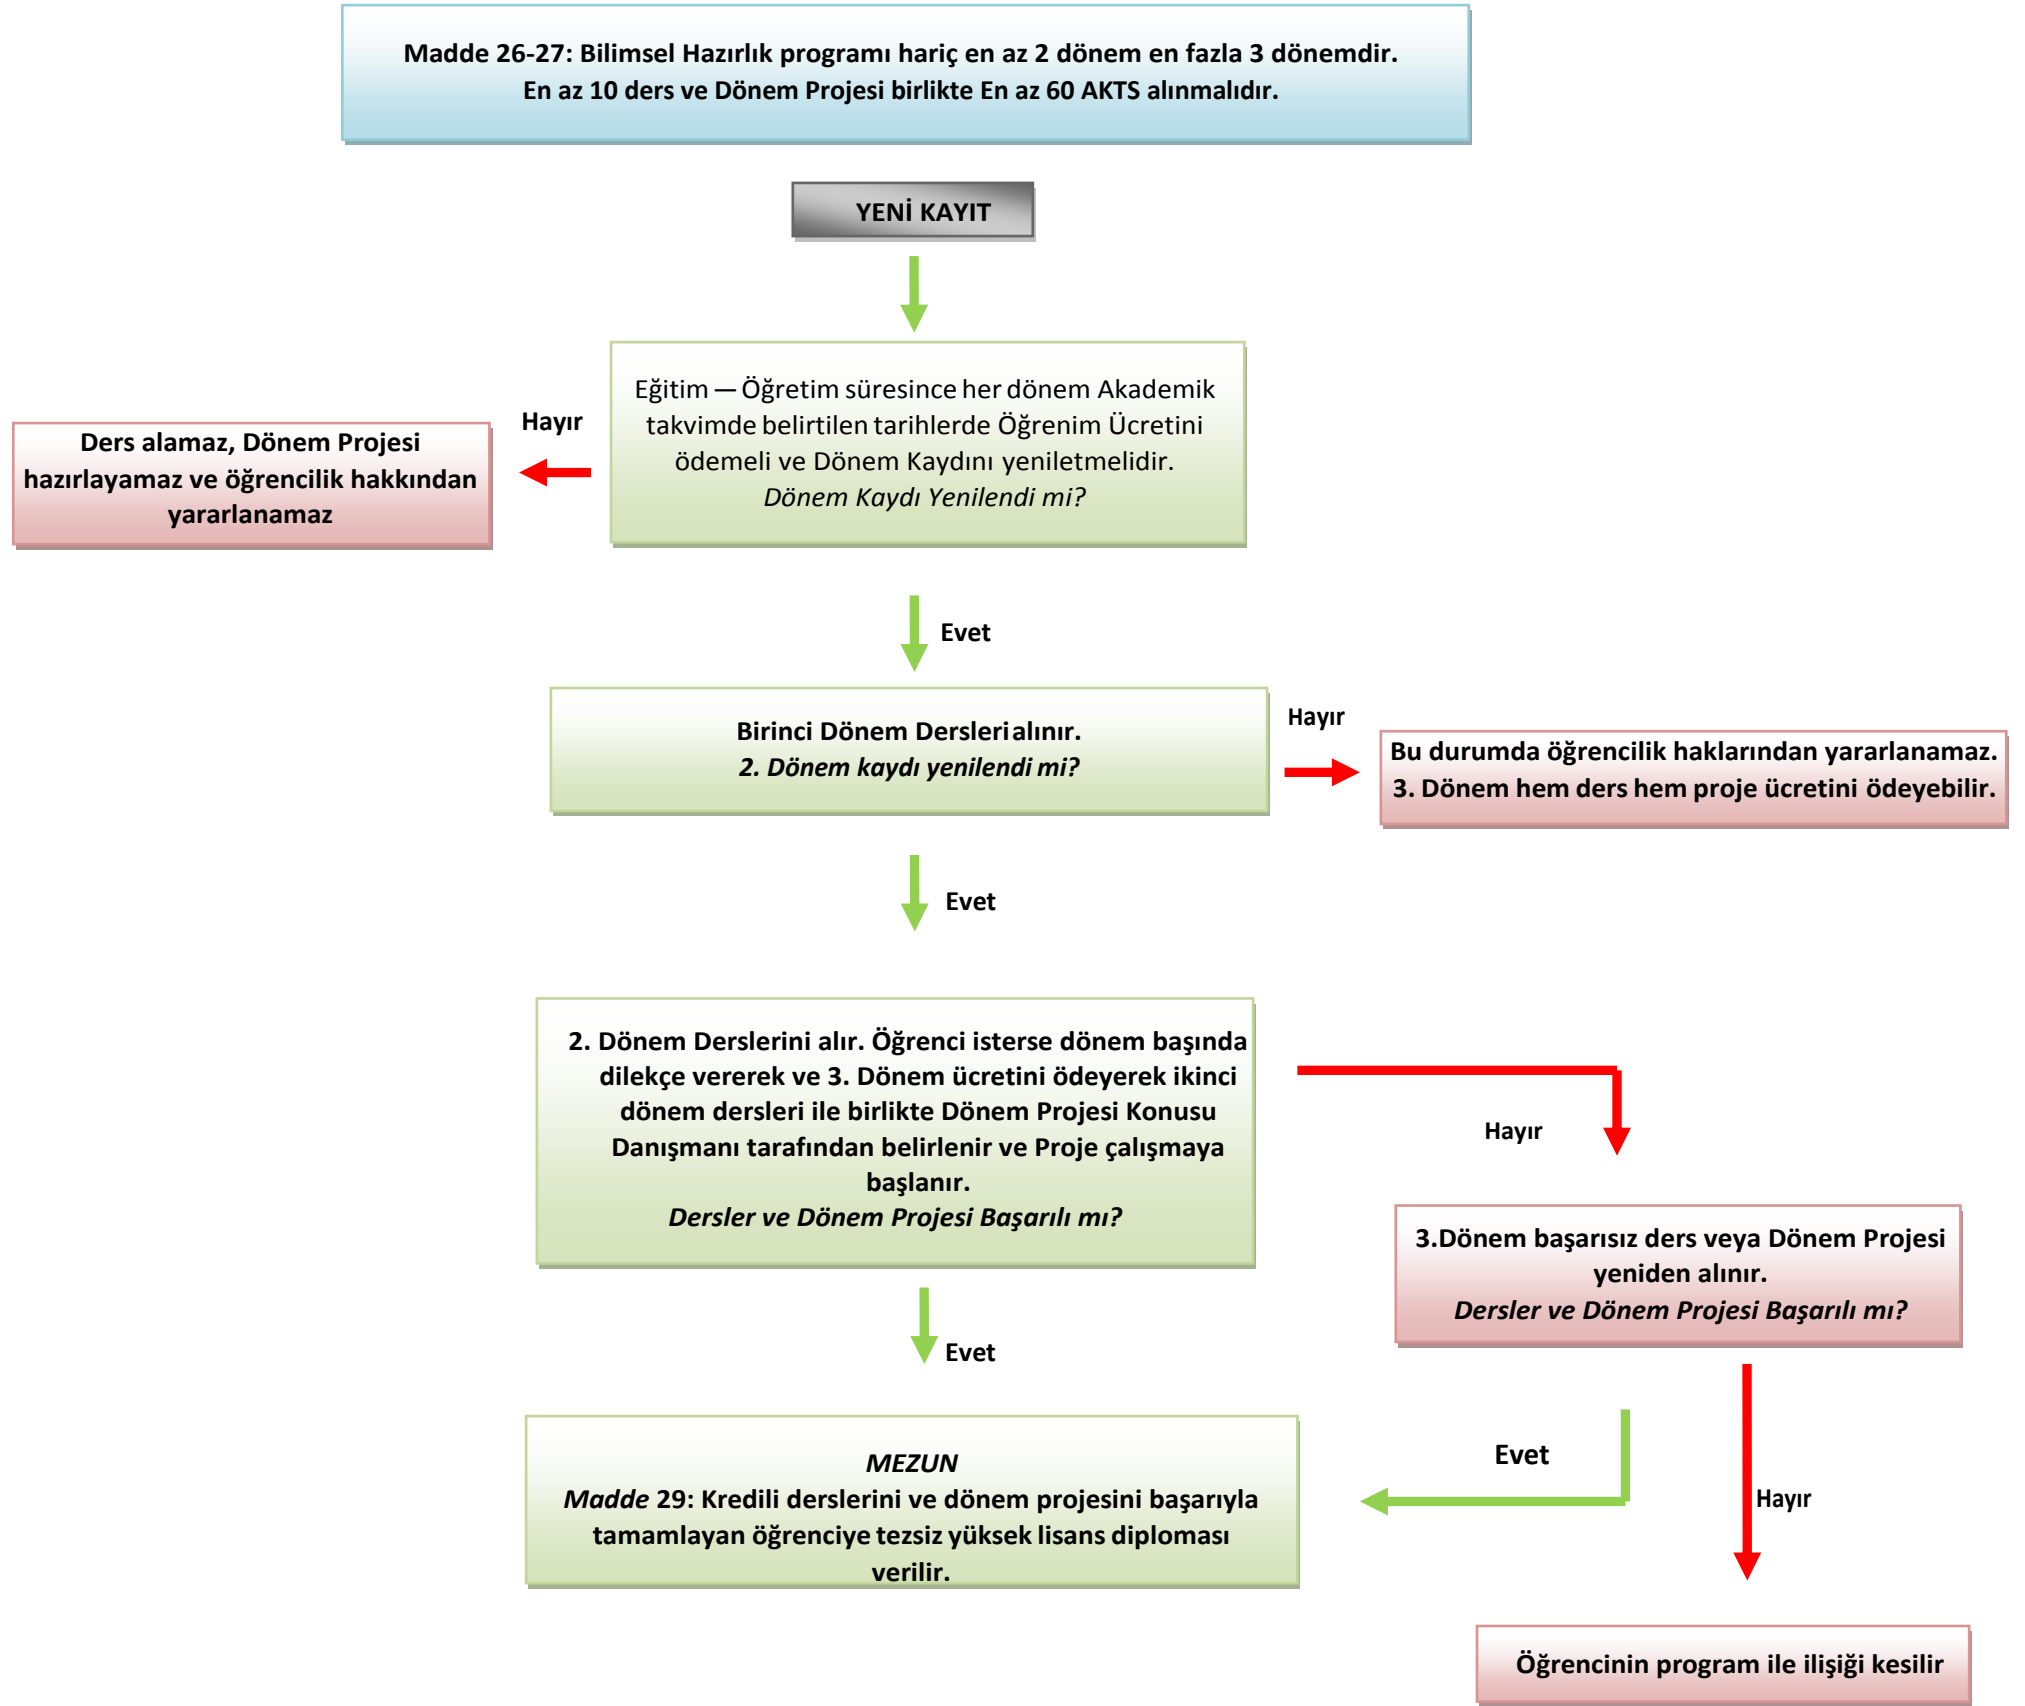 Madde 26-27: Bilimsel Hazırlık programı hariç en az 2 dönem en fazla 3 dönemdir.
En az 10 ders ve Dönem Projesi birlikte En az 60 AKTS alınmalıdır.
YENİ KAYIT
Eğitim — Öğretim süresince her dönem Akademik
takvimde belirtilen tarihlerde Öğrenim Ücretini
ödemeli ve Dönem Kaydını yeniletmelidir.
Dönem Kaydı Yenilendi mi?
Hayır
Ders alamaz, Dönem Projesi
hazırlayamaz ve öğrencilik hakkından
yararlanamaz
Evet
Birinci Dönem Dersleri alınır.
2. Dönem kaydı yenilendi mi?
Hayır
Bu durumda öğrencilik haklarından yararlanamaz.
3. Dönem hem ders hem proje ücretini ödeyebilir.
Evet
2. Dönem Derslerini alır. Öğrenci isterse dönem başında
dilekçe vererek ve 3. Dönem ücretini ödeyerek ikinci
dönem dersleri ile birlikte Dönem Projesi Konusu
Danışmanı tarafından belirlenir ve Proje çalışmaya
başlanır.
Dersler ve Dönem Projesi Başarılı mı?
Hayır
3.Dönem başarısız ders veya Dönem Projesi
yeniden alınır.
Dersler ve Dönem Projesi Başarılı mı?
Evet
Evet
Hayır
MEZUN
Madde 29: Kredili derslerini ve dönem projesini başarıyla
tamamlayan öğrenciye tezsiz yüksek lisans diploması
verilir.
Öğrencinin program ile ilişiği kesilir